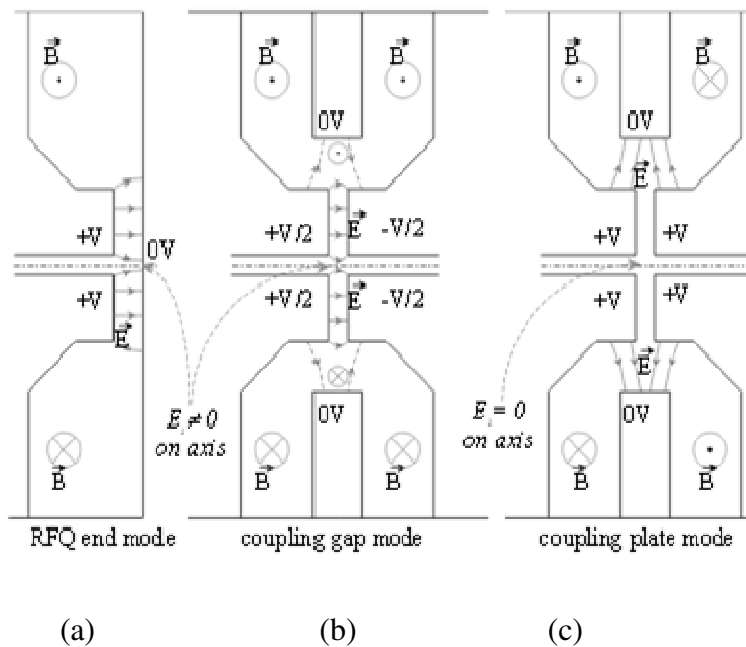 B
B
B
B
B
0V
0V
E
+V
+V/2
E
-V/2
+V
+V
0V
+V
+V/2
E
-V/2
+V
+V
E
E
E ≠ 0
on axis
0V
0V
E = 0
on axis
B
B
B
B
B
RFQ end mode
coupling gap mode
coupling plate mode
(a)
(b)
(c)